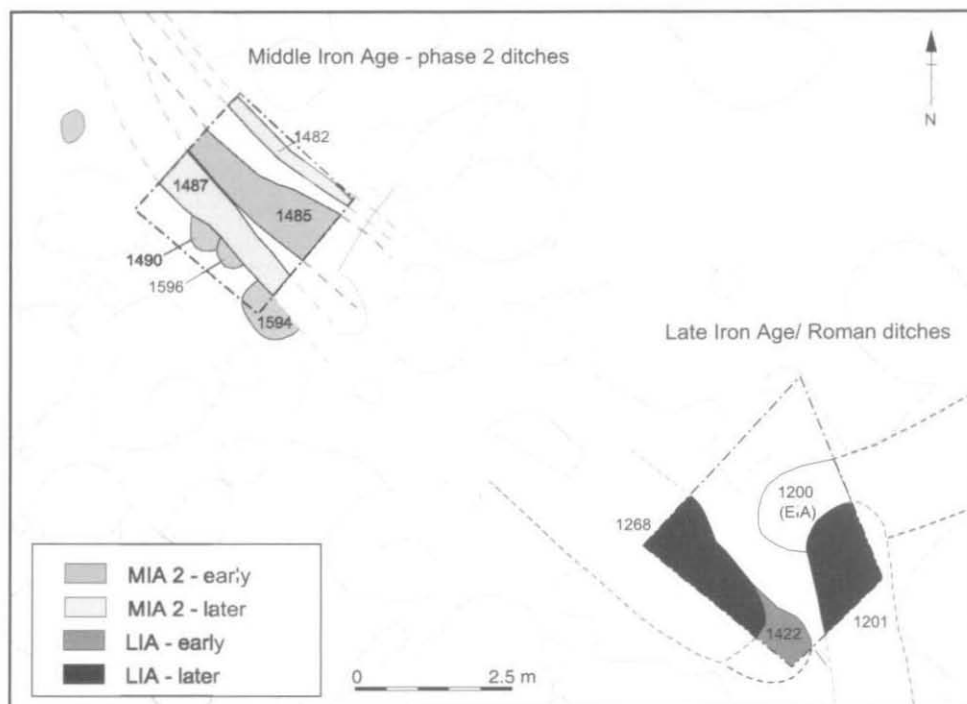 Middle Iron Age - phase 2 ditches
N
1482
1487
1485
1490
1596
1594
Late Iron Age/ Roman ditches
1200
(EIA)
1268
1422
1201
MIA 2 - early
MIA 2 - later
LIA - early
LIA - later
0
2.5 m